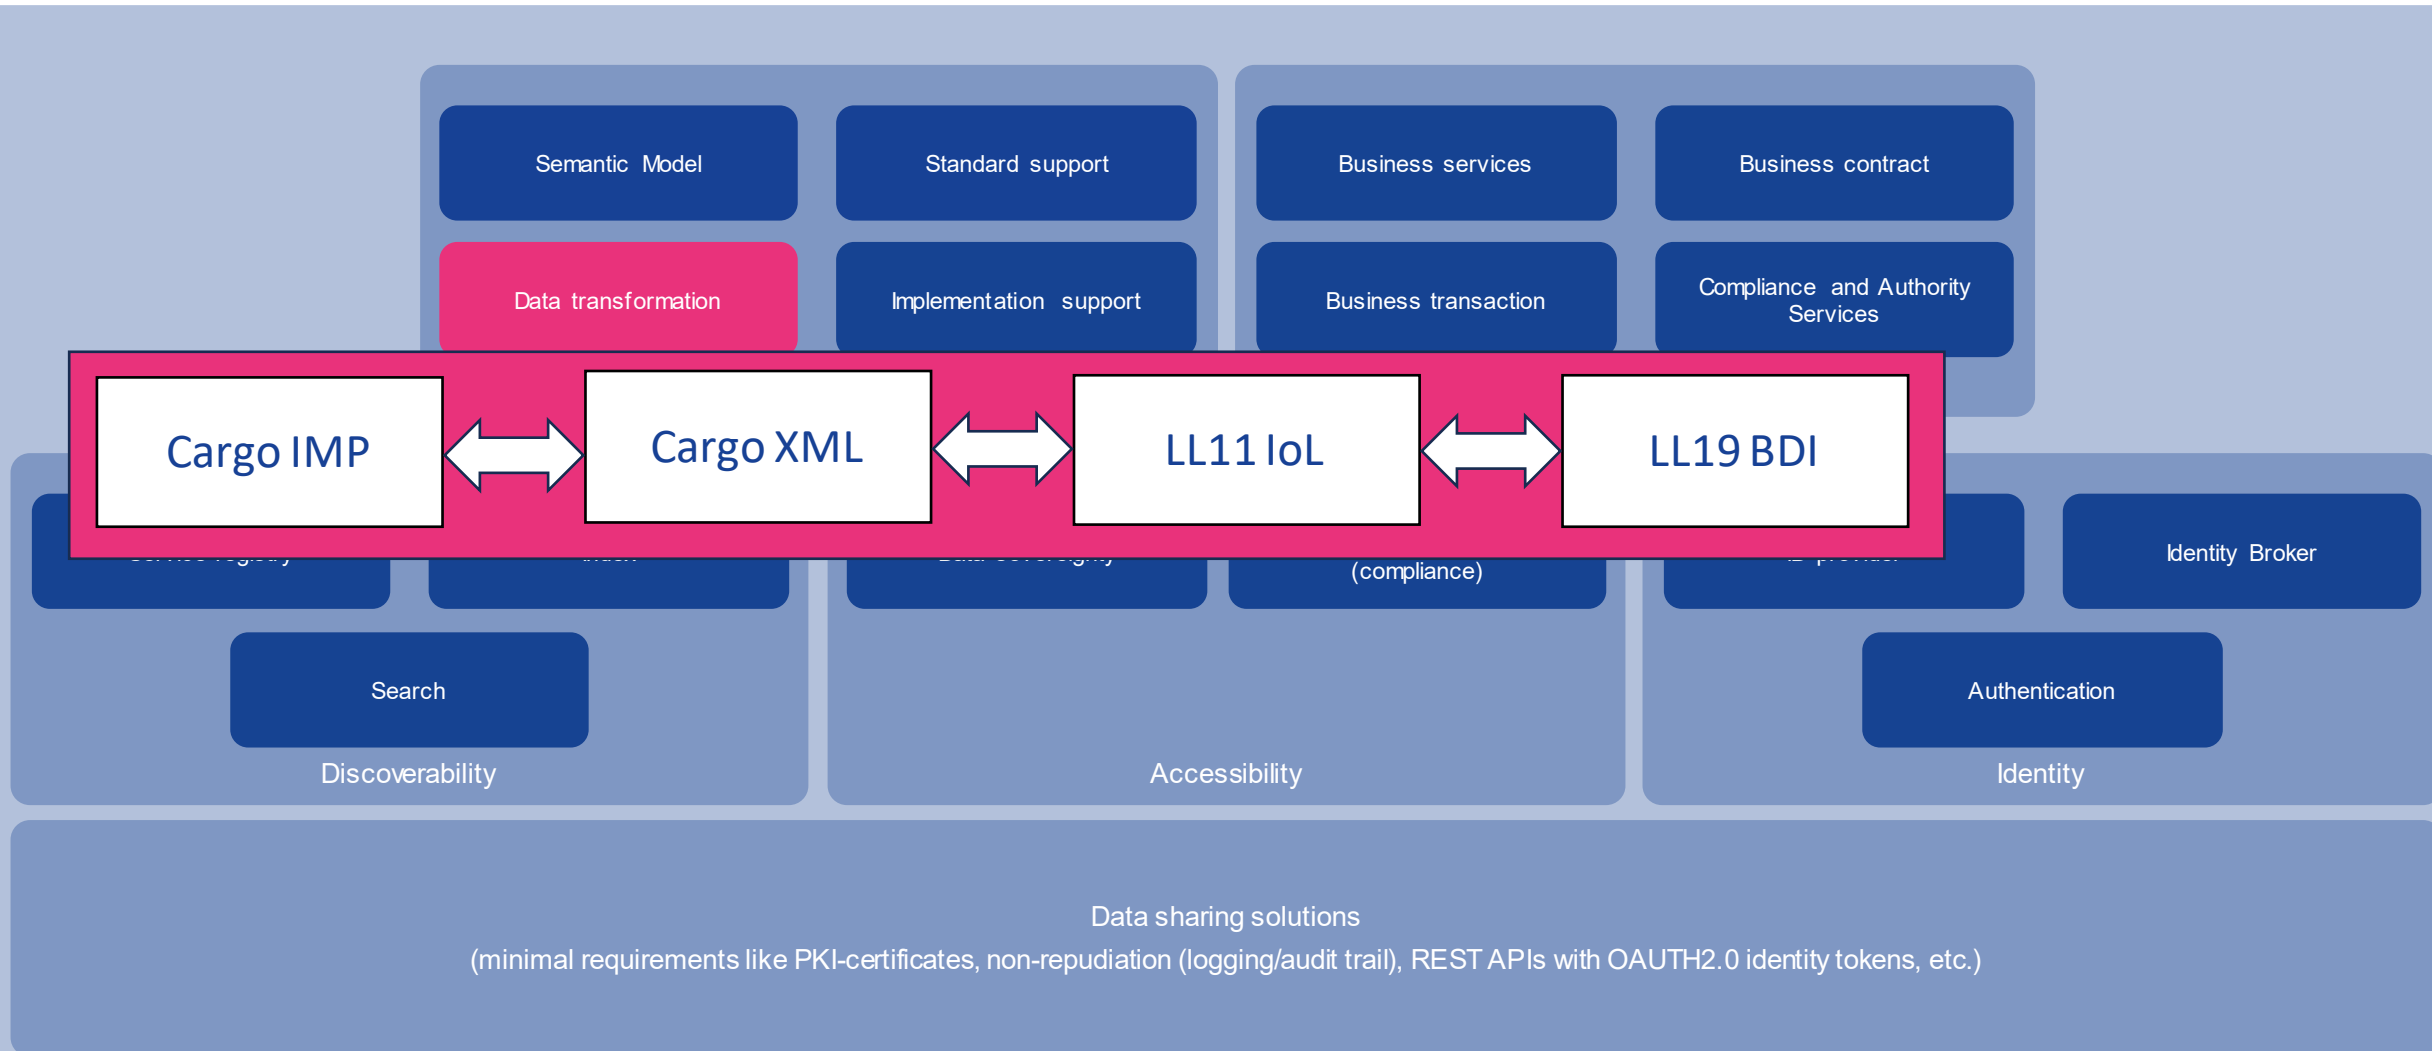 Semantic Model
Standard support
Business services
Business contract
Data transformation
Implementation support
Business transaction
Compliance and Authority
Services
Cargo IMP
Cargo XML
LL11 IoL
LL19 BDI
(compliance)
Identity Broker
Search
Authentication
Discoverability
Accessibility
Identity
Data sharing solutions
(minimal requirements like PKI-certificates, non-repudiation (logging/audit trail), REST APIs with OAUTH2.0 identity tokens, etc.)